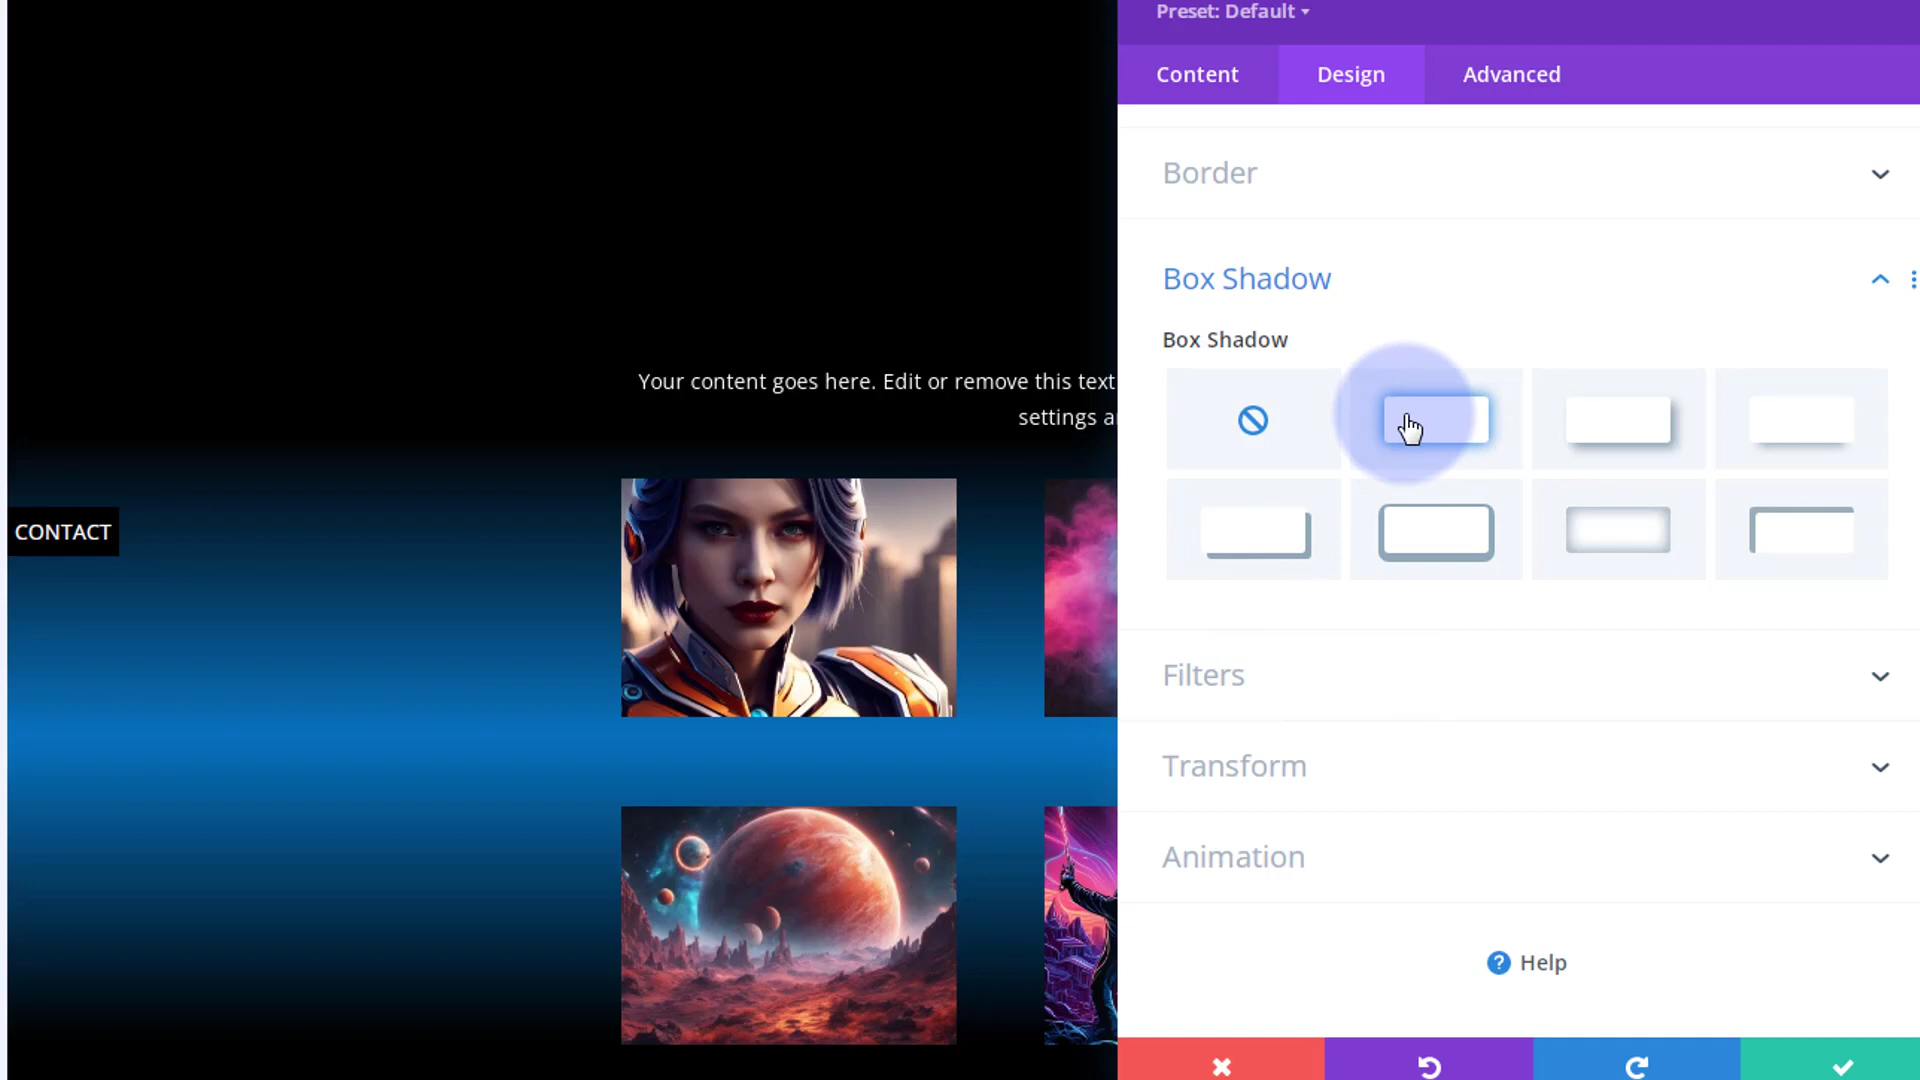 Preset: Default
Content
Design
Advanced
Border
Box Shadow
Box Shadow
Your content goes here. Edit or remove this text
settings a
CONTACT
Filters
Transform
Animation
? Help